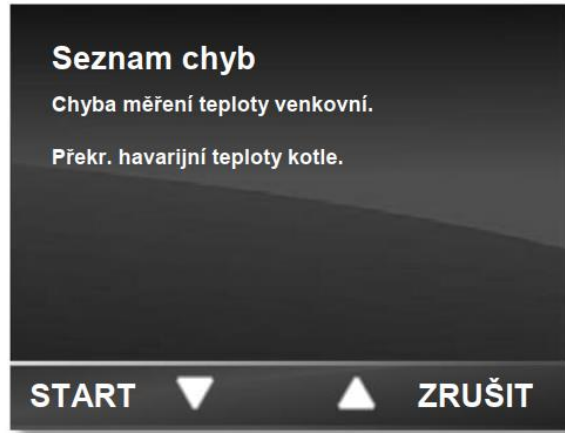 Seznam chyb
Chyba měření teploty venkovní.
Překr. havarijní teploty kotle.
START ZRUŠIT